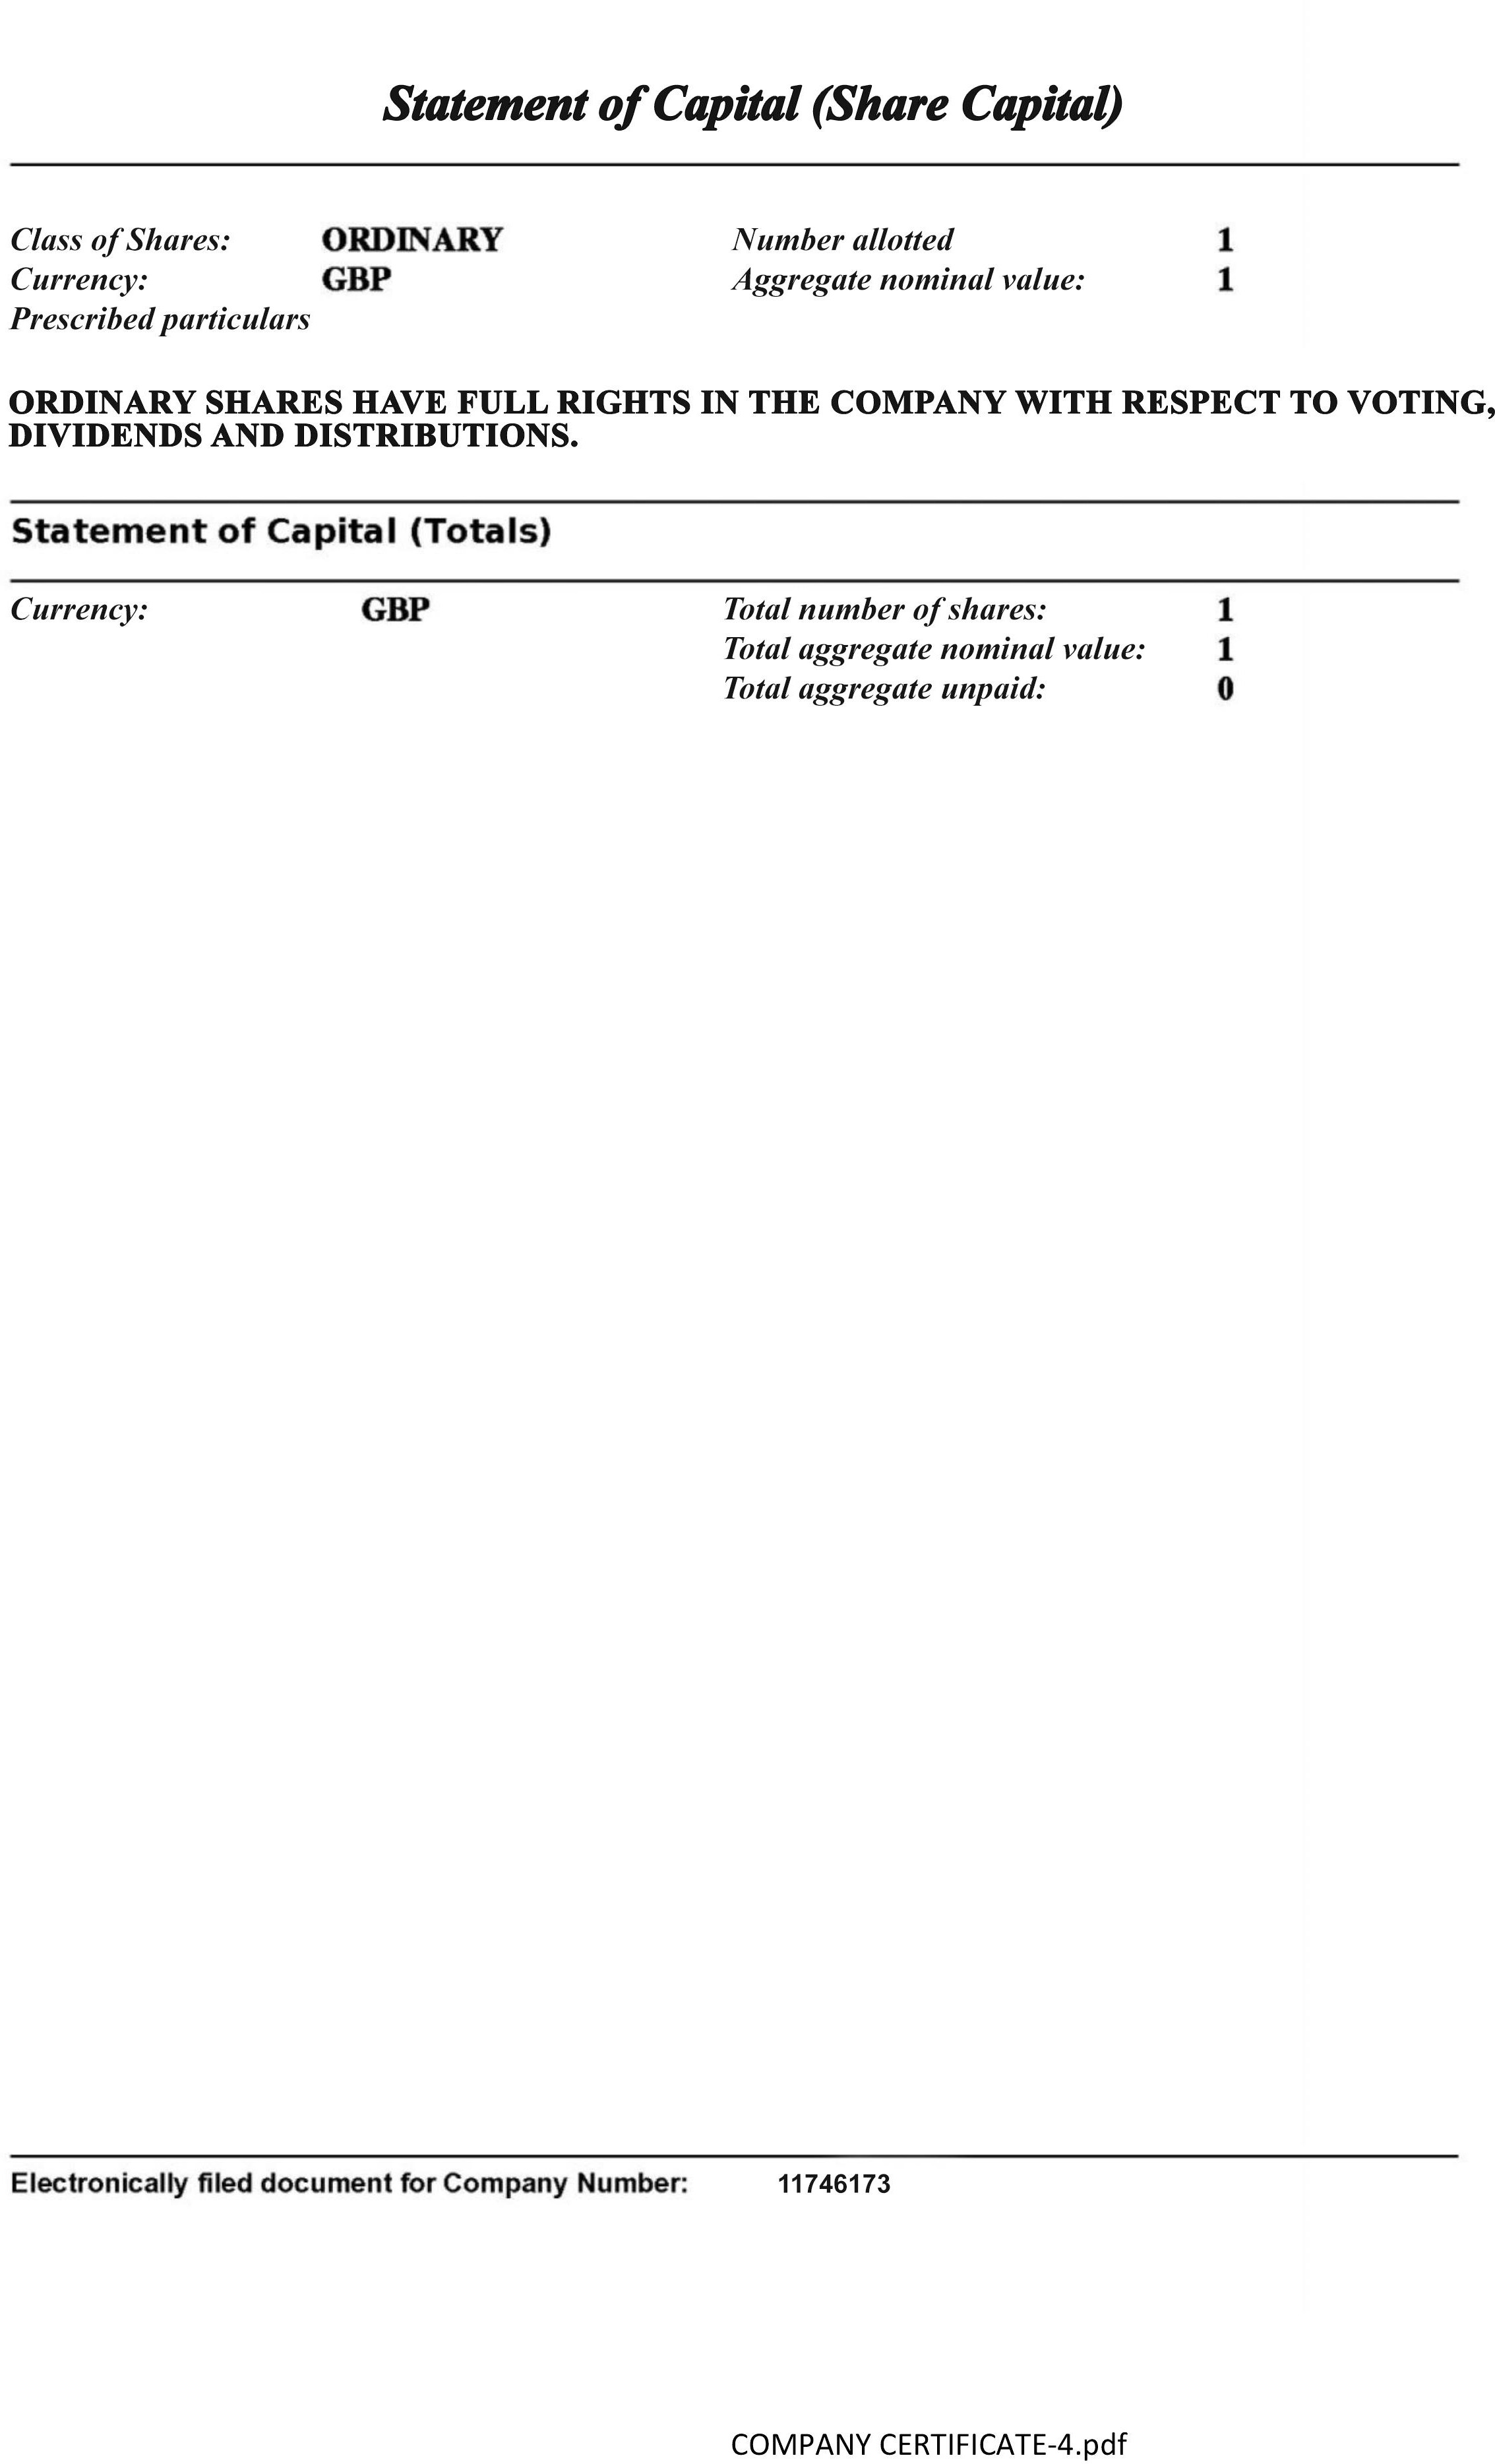 Statement of Capital (Share Capital)
Class of Shares: ORDINARY Number allotted 1
Currency: GBP Aggregate nominal value: 1
Prescribed particulars
ORDINARY SHARES HAVE FULL RIGHTS IN THE COMPANY WITH RESPECT TO VOTING,
DIVIDENDS AND DISTRIBUTIONS.
Statement of Capital (Totals)
Currency: GBP Total number of shares: 1
Total aggregate nominal value: 1
Total aggregate unpaid: 0
Electronically filed document for Company Number: 11746173
COMPANY CERTIFICATE-4.pdf